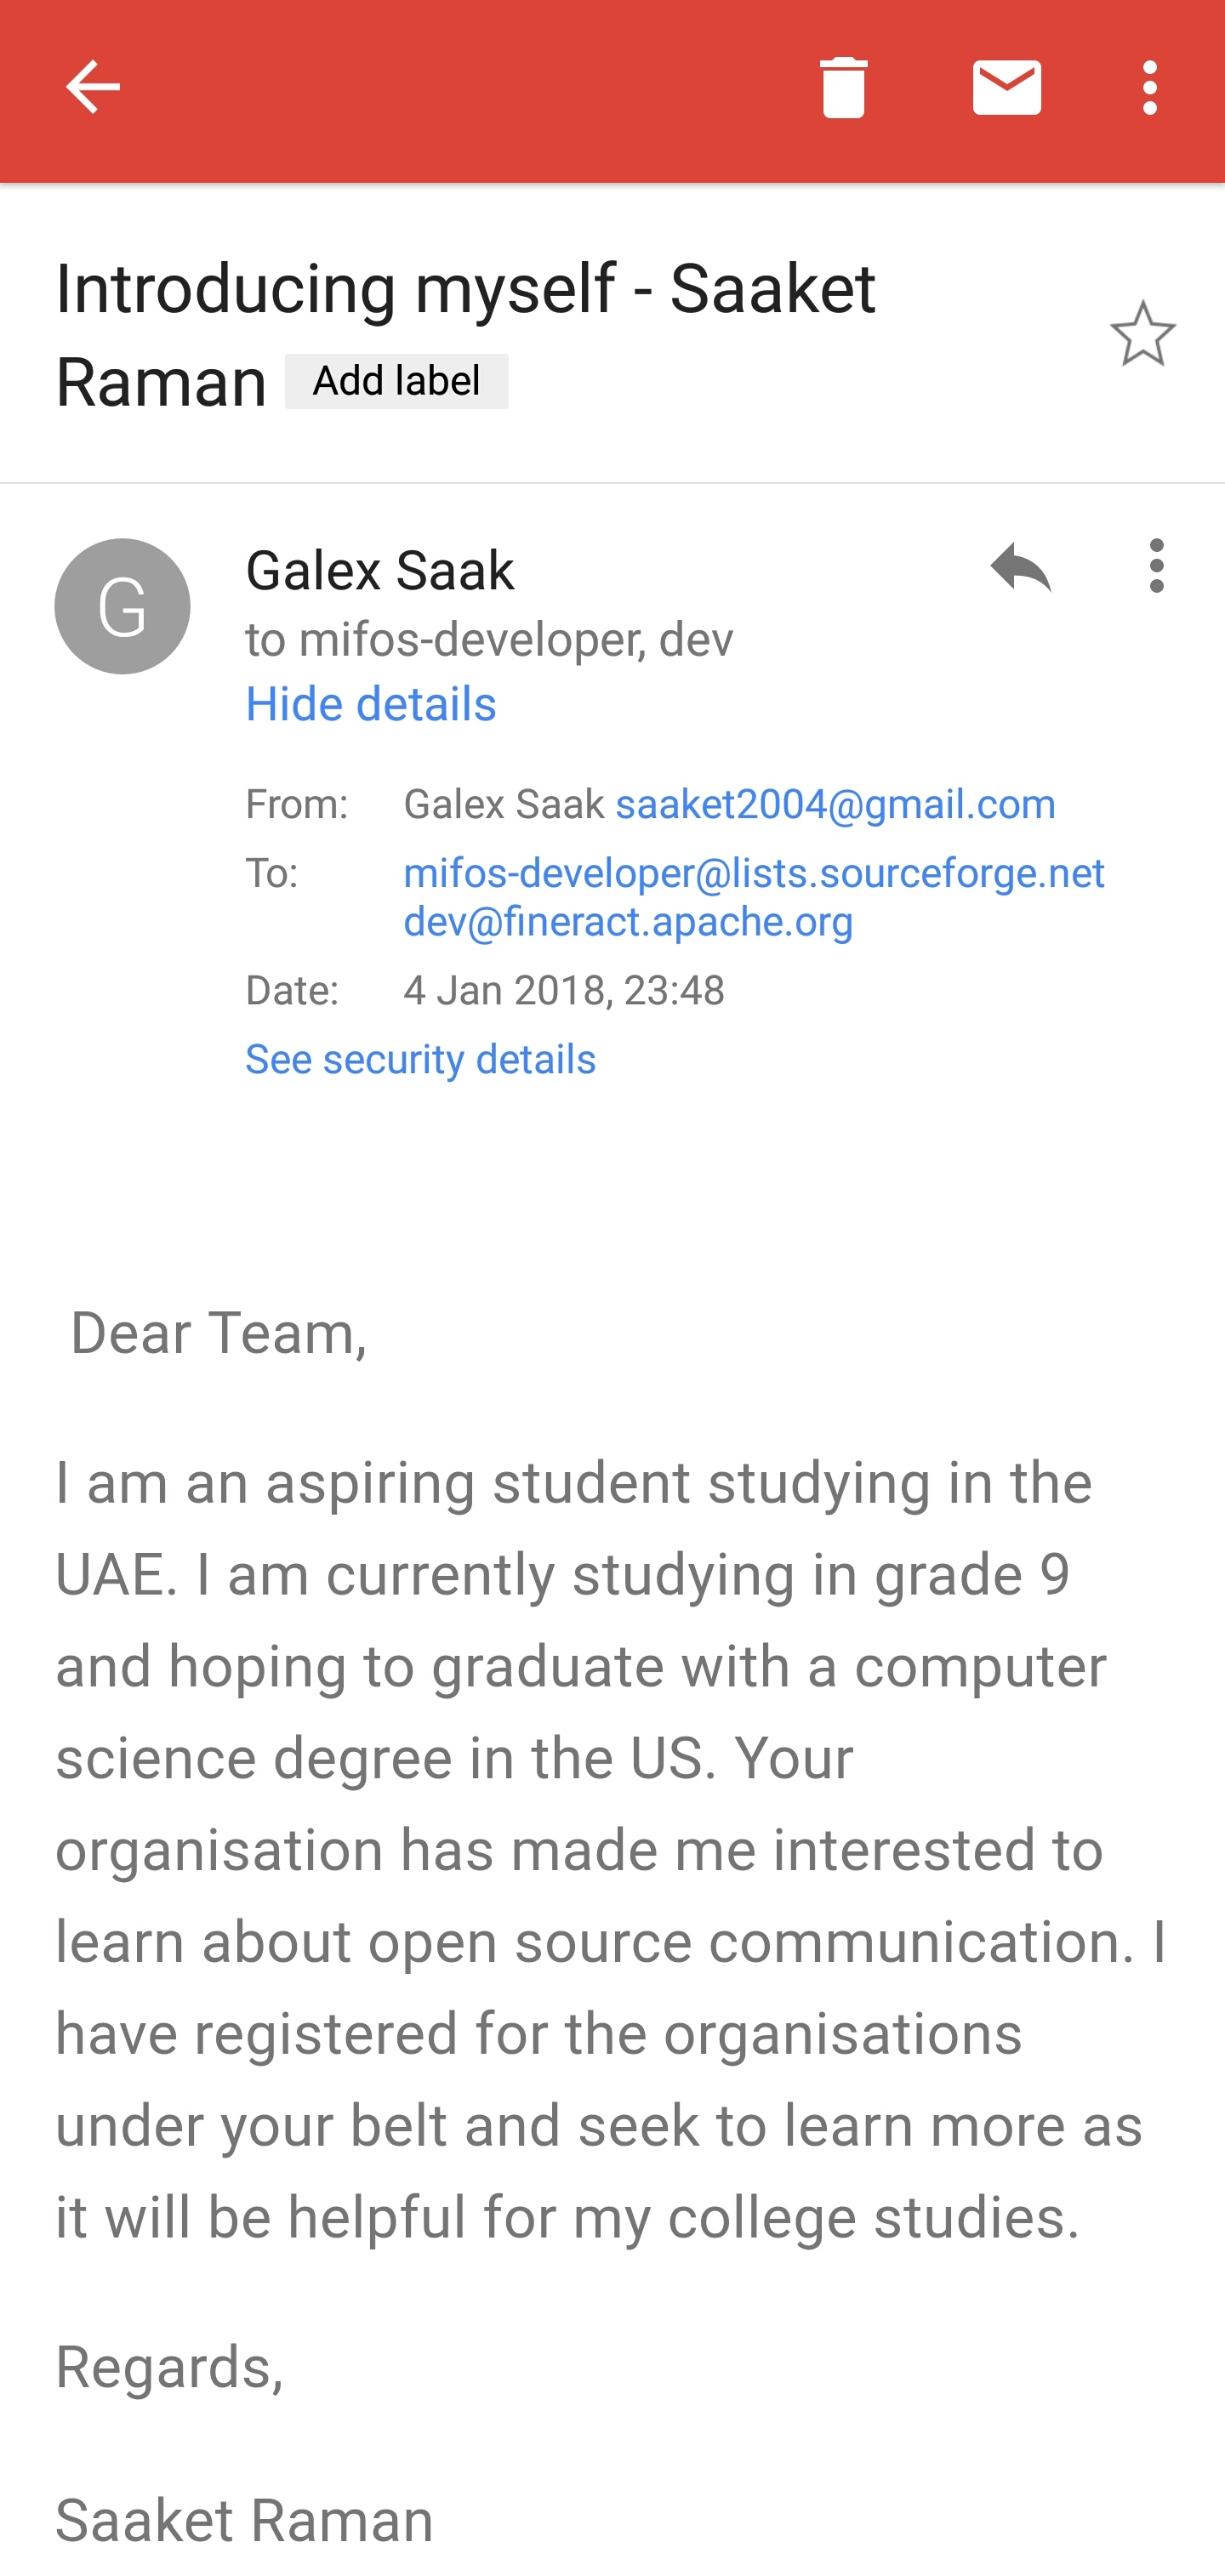 Introducing myself - Saaket
Raman Add label
G
Galex Saak
to mifos-developer, dev
Hide details
From: Galex Saak saaket2004@gmail.com
To: mifos-developer@lists.sourceforge.net
dev@fineract.apache.org
Date: 4 Jan 2018, 23:48
See security details
Dear Team,
I am an aspiring student studying in the
UAE. I am currently studying in grade 9
and hoping to graduate with a computer
science degree in the US. Your
organisation has made me interested to
learn about open source communication. I
have registered for the organisations
under your belt and seek to learn more as
it will be helpful for my college studies.
Regards,
Saaket Raman